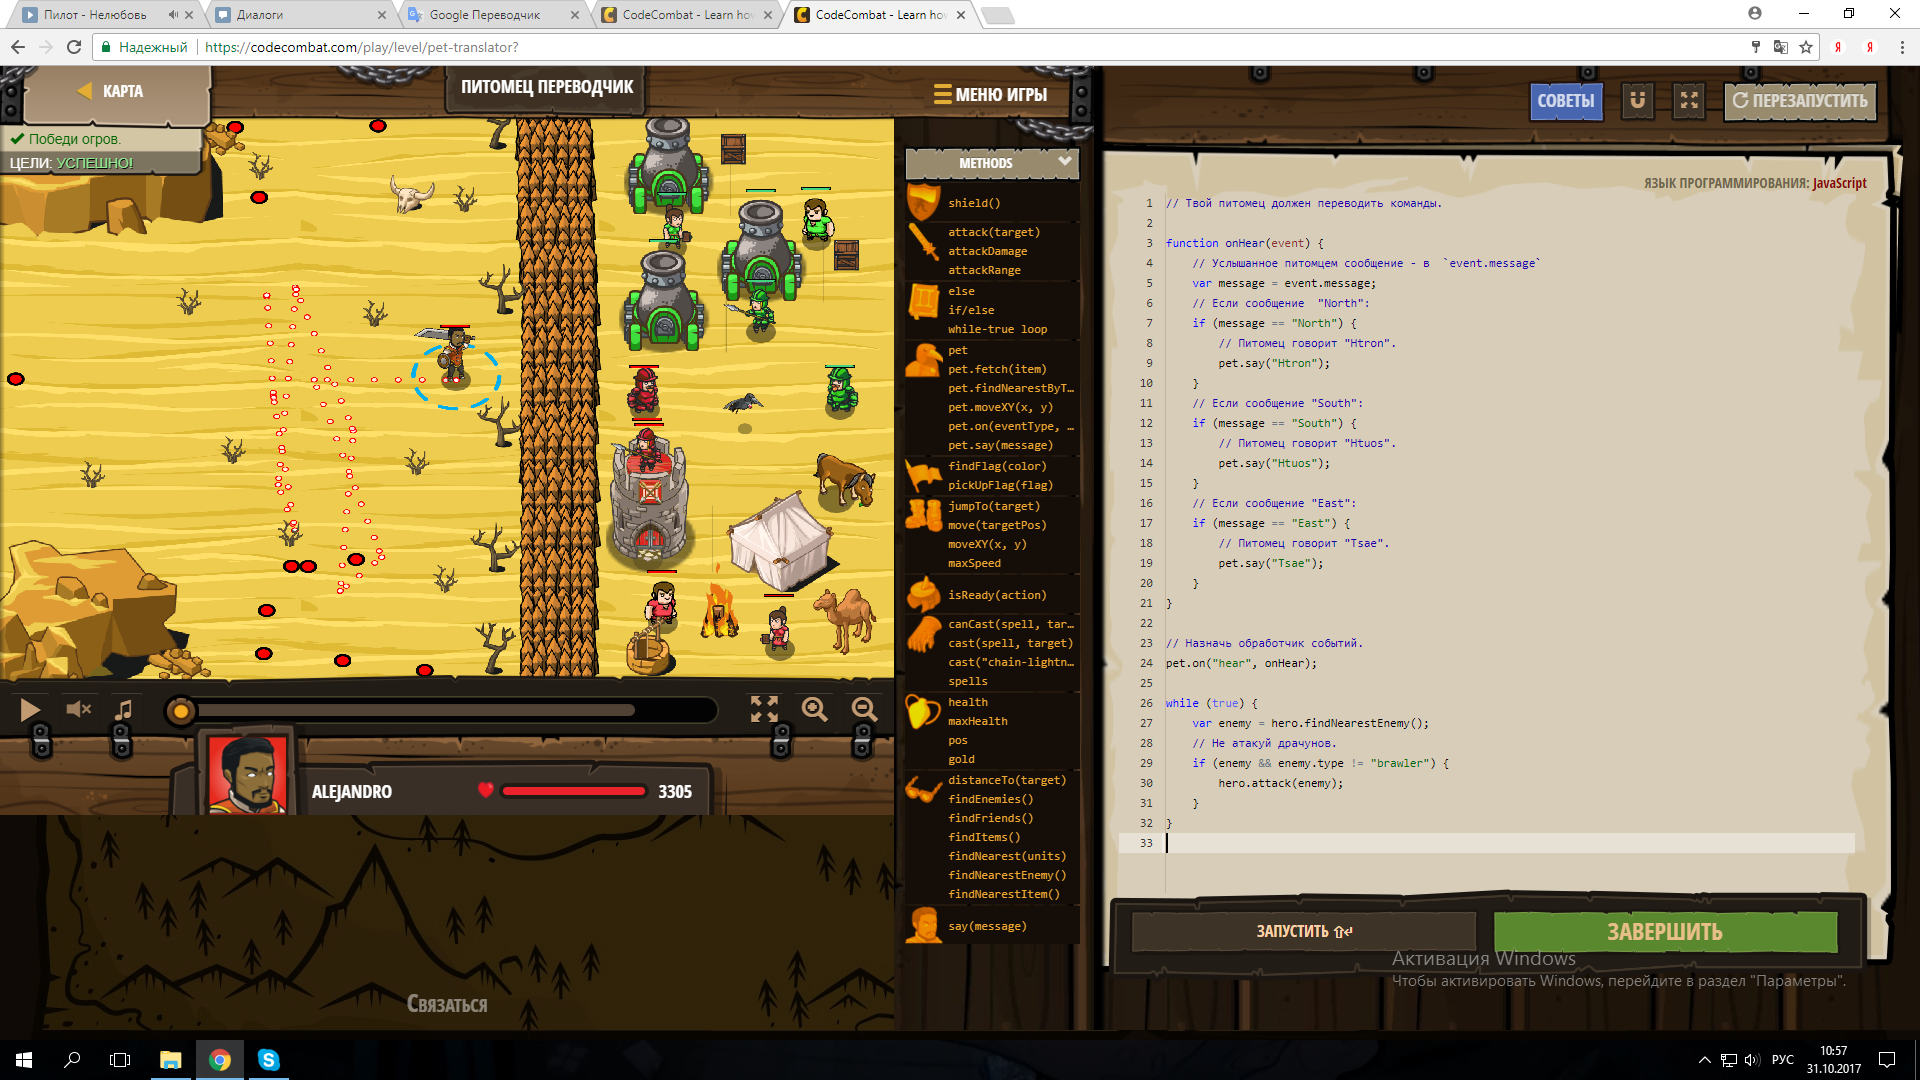 Пилот - Нелюбовь
Диалоги
Google Переводчик
CodeCombat - Learn how
CodeCombat - Learn how
Надежный
https://codecombat.com/play/level/pet-translator?
КАРТА
ПИТОМЕЦ ПЕРЕВОДЧИК
МЕНЮ ИГРЫ
Победи огров.
ЦЕЛИ: УСПЕШНО!
СОВЕТЫ
ПЕРЕЗАПУСТИТЬ
METHODS
shield()
attack(target)
attackDamage
attackRange
else
if/else
while-true loop
pet
pet.fetch(item)
pet.findNearestByT...
pet.moveXY(x, y)
pet.on(eventType, ...
pet.say(message)
findFlag(color)
pickUpFlag(flag)
jumpTo(target)
move(targetPos)
moveXY(x, y)
maxSpeed
isReady(action)
canCast(spell, tar...
cast(spell, target)
cast("chain-lightn...
spells
health
maxHealth
pos
gold
distanceTo(target)
findEnemies()
findFriends()
findItems()
findNearest(units)
findNearestEnemy()
findNearestItem()
say(message)
ЯЗЫК ПРОГРАММИРОВАНИЯ: JavaScript
1 // Твой питомец должен переводить команды.
2
3 function onHear(event) {
4 // Услышанное питомцем сообщение - в `event.message`
5 var message = event.message;
6 // Если сообщение "North":
7 if (message == "North") {
8 // Питомец говорит "Htron".
9 pet.say("Htron");
10 }
11 // Если сообщение "South":
12 if (message == "South") {
13 // Питомец говорит "Htuos".
14 pet.say("Htuos");
15 }
16 // Если сообщение "East":
17 if (message == "East") {
18 // Питомец говорит "Tsae".
19 pet.say("Tsae");
20 }
21 }
22
23 // Назначь обработчик событий.
24 pet.on("hear", onHear);
25
26 while (true) {
27 var enemy = hero.findNearestEnemy();
28 // Не атакуй драчунов.
29 if (enemy && enemy.type != "brawler") {
30 hero.attack(enemy);
31 }
32 }
33
ALEJANDRO
3305
Связаться
ЗАПУСТИТЬ
ЗАВЕРШИТЬ
Активация Windows
Чтобы активировать Windows, перейдите в раздел "Параметры".
РУС
10:57
31.10.2017